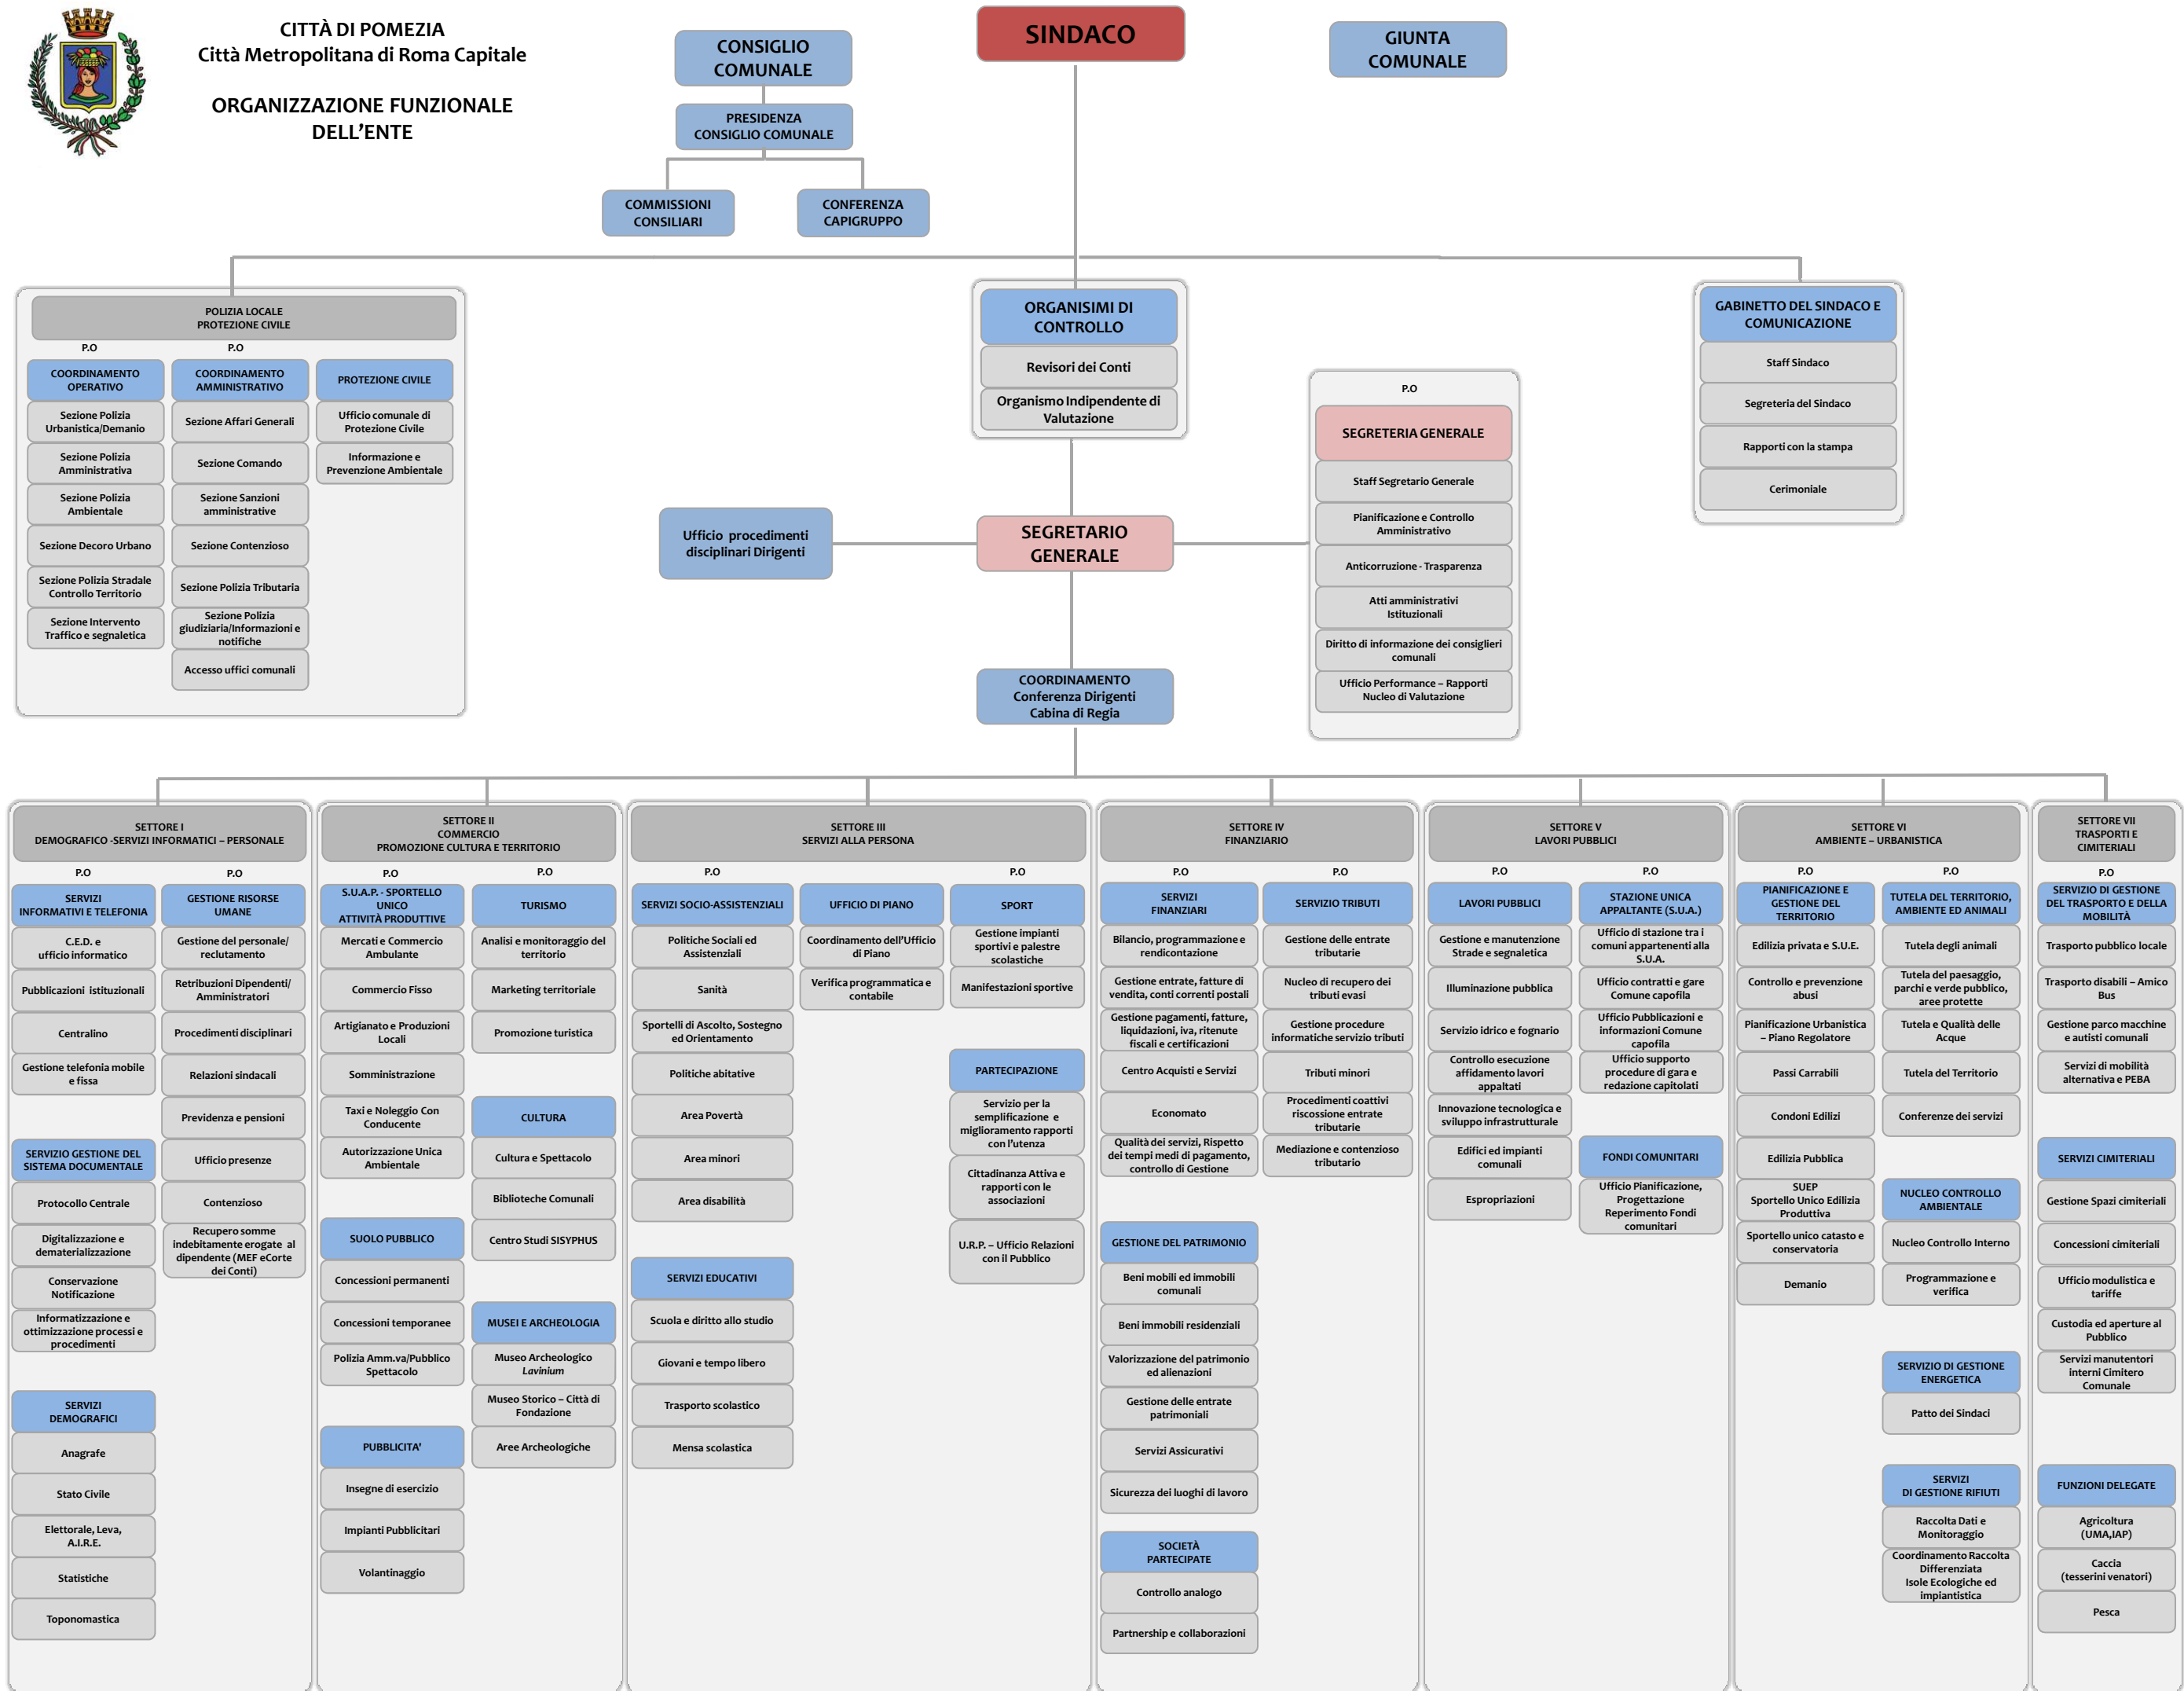 CITTÀ DI POMEZIA
Città Metropolitana di Roma Capitale
ORGANIZZAZIONE FUNZIONALE
DELL'ENTE
CONSIGLIO
COMUNALE
SINDACO
GIUNTA
COMUNALE
PRESIDENZA
CONSIGLIO COMUNALE
COMMISSIONI
CONSILIARI
CONFERENZA
CAPIGRUPPO
POLIZIA LOCALE
PROTEZIONE CIVILE
P.O
COORDINAMENTO
OPERATIVO
Sezione Polizia
Urbanistica/Demanio
Sezione Polizia
Amministrativa
Sezione Polizia
Ambientale
Sezione Decoro Urbano
Sezione Polizia Stradale
Controllo Territorio
Sezione Intervento
Traffico e segnaletica
P.O
COORDINAMENTO
AMMINISTRATIVO
Sezione Affari Generali
Sezione Comando
Sezione Sanzioni
amministrative
Sezione Contenzioso
Sezione Polizia Tributaria
Sezione Polizia
giudiziaria/Informazioni e
notifiche
Accesso uffici comunali
PROTEZIONE CIVILE
Ufficio comunale di
Protezione Civile
Informazione e
Prevenzione Ambientale
ORGANISIMI DI
CONTROLLO
Revisori dei Conti
Organismo Indipendente di
Valutazione
GABINETTO DEL SINDACO E
COMUNICAZIONE
Staff Sindaco
Segreteria del Sindaco
Rapporti con la stampa
Cerimoniale
Ufficio procedimenti
disciplinari Dirigenti
SEGRETARIO
GENERALE
P.O
SEGRETERIA GENERALE
Staff Segretario Generale
Pianificazione e Controllo
Amministrativo
Anticorruzione - Trasparenza
Atti amministrativi
Istituzionali
Diritto di informazione dei consiglieri
comunali
Ufficio Performance – Rapporti
Nucleo di Valutazione
COORDINAMENTO
Conferenza Dirigenti
Cabina di Regia
SETTORE I
DEMOGRAFICO -SERVIZI INFORMATICI – PERSONALE
P.O
SERVIZI
INFORMATIVI E TELEFONIA
C.E.D. e
ufficio informatico
Pubblicazioni istituzionali
Centralino
Gestione telefonia mobile
e fissa
SERVIZIO GESTIONE DEL
SISTEMA DOCUMENTALE
Protocollo Centrale
Digitalizzazione e
dematerializzazione
Conservazione
Notificazione
Informatizzazione e
ottimizzazione processi e
procedimenti
SERVIZI
DEMOGRAFICI
Anagrafe
Stato Civile
Elettorale, Leva,
A.I.R.E.
Statistiche
Toponomastica
P.O
GESTIONE RISORSE
UMANE
Gestione del personale/
reclutamento
Retribuzioni Dipendenti/
Amministratori
Procedimenti disciplinari
Relazioni sindacali
Previdenza e pensioni
Ufficio presenze
Contenzioso
Recupero somme
indebitamente erogate al
dipendente (MEF eCorte
dei Conti)
SETTORE II
COMMERCIO
PROMOZIONE CULTURA E TERRITORIO
P.O
S.U.A.P. - SPORTELLO
UNICO
ATTIVITÀ PRODUTTIVE
Mercati e Commercio
Ambulante
Commercio Fisso
Artigianato e Produzioni
Locali
Somministrazione
Taxi e Noleggio Con
Conducente
Autorizzazione Unica
Ambientale
SUOLO PUBBLICO
Concessioni permanenti
Concessioni temporanee
Polizia Amm.va/Pubblico
Spettacolo
PUBBLICITA'
Insegne di esercizio
Impianti Pubblicitari
Volantinaggio
P.O
TURISMO
Analisi e monitoraggio del
territorio
Marketing territoriale
Promozione turistica
CULTURA
Cultura e Spettacolo
Biblioteche Comunali
Centro Studi SISYPHUS
MUSEI E ARCHEOLOGIA
Museo Archeologico
Lavinium
Museo Storico – Città di
Fondazione
Aree Archeologiche
SETTORE III
SERVIZI ALLA PERSONA
P.O
SERVIZI SOCIO-ASSISTENZIALI
Politiche Sociali ed
Assistenziali
Sanità
Sportelli di Ascolto, Sostegno
ed Orientamento
Politiche abitative
Area Povertà
Area minori
Area disabilità
SERVIZI EDUCATIVI
Scuola e diritto allo studio
Giovani e tempo libero
Trasporto scolastico
Mensa scolastica
P.O
UFFICIO DI PIANO
Coordinamento dell'Ufficio
di Piano
Verifica programmatica e
contabile
P.O
SPORT
Gestione impianti
sportivi e palestre
scolastiche
Manifestazioni sportive
PARTECIPAZIONE
Servizio per la
semplificazione e
miglioramento rapporti
con l'utenza
Cittadinanza Attiva e
rapporti con le
associazioni
U.R.P. – Ufficio Relazioni
con il Pubblico
SETTORE IV
FINANZIARIO
P.O
SERVIZI
FINANZIARI
Bilancio, programmazione e
rendicontazione
Gestione entrate, fatture di
vendita, conti correnti postali
Gestione pagamenti, fatture,
liquidazioni, iva, ritenute
fiscali e certificazioni
Centro Acquisti e Servizi
Economato
Qualità dei servizi, Rispetto
dei tempi medi di pagamento,
controllo di Gestione
GESTIONE DEL PATRIMONIO
Beni mobili ed immobili
comunali
Beni immobili residenziali
Valorizzazione del patrimonio
ed alienazioni
Gestione delle entrate
patrimoniali
Servizi Assicurativi
Sicurezza dei luoghi di lavoro
SOCIETÀ
PARTECIPATE
Controllo analogo
Partnership e collaborazioni
P.O
SERVIZIO TRIBUTI
Gestione delle entrate
tributarie
Nucleo di recupero dei
tributi evasi
Gestione procedure
informatiche servizio tributi
Tributi minori
Procedimenti coattivi
riscossione entrate
tributarie
Mediazione e contenzioso
tributario
SETTORE V
LAVORI PUBBLICI
P.O
LAVORI PUBBLICI
Gestione e manutenzione
Strade e segnaletica
Illuminazione pubblica
Servizio idrico e fognario
Controllo esecuzione
affidamento lavori
appaltati
Innovazione tecnologica e
sviluppo infrastrutturale
Edifici ed impianti
comunali
Espropriazioni
P.O
STAZIONE UNICA
APPALTANTE (S.U.A.)
Ufficio di stazione tra i
comuni appartenenti alla
S.U.A.
Ufficio contratti e gare
Comune capofila
Ufficio Pubblicazioni e
informazioni Comune
capofila
Ufficio supporto
procedure di gara e
redazione capitolati
FONDI COMUNITARI
Ufficio Pianificazione,
Progettazione
Reperimento Fondi
comunitari
SETTORE VI
AMBIENTE – URBANISTICA
P.O
PIANIFICAZIONE E
GESTIONE DEL
TERRITORIO
Edilizia privata e S.U.E.
Controllo e prevenzione
abusi
Pianificazione Urbanistica
– Piano Regolatore
Passi Carrabili
Condoni Edilizi
Edilizia Pubblica
SUEP
Sportello Unico Edilizia
Produttiva
Sportello unico catasto e
conservatoria
Demanio
P.O
TUTELA DEL TERRITORIO,
AMBIENTE ED ANIMALI
Tutela degli animali
Tutela del paesaggio,
parchi e verde pubblico,
aree protette
Tutela e Qualità delle
Acque
Tutela del Territorio
Conferenze dei servizi
NUCLEO CONTROLLO
AMBIENTALE
Nucleo Controllo Interno
Programmazione e
verifica
SERVIZIO DI GESTIONE
ENERGETICA
Patto dei Sindaci
SERVIZI
DI GESTIONE RIFIUTI
Raccolta Dati e
Monitoraggio
Coordinamento Raccolta
Differenziata
Isole Ecologiche ed
impiantistica
SETTORE VII
TRASPORTI E
CIMITERIALI
P.O
SERVIZIO DI GESTIONE
DEL TRASPORTO E DELLA
MOBILITÀ
Trasporto pubblico locale
Trasporto disabili – Amico
Bus
Gestione parco macchine
e autisti comunali
Servizi di mobilità
alternativa e PEBA
SERVIZI CIMITERIALI
Gestione Spazi cimiteriali
Concessioni cimiteriali
Ufficio modulistica e
tariffe
Custodia ed aperture al
Pubblico
Servizi manutentori
interni Cimitero
Comunale
FUNZIONI DELEGATE
Agricoltura
(UMA,IAP)
Caccia
(tesserini venatori)
Pesca